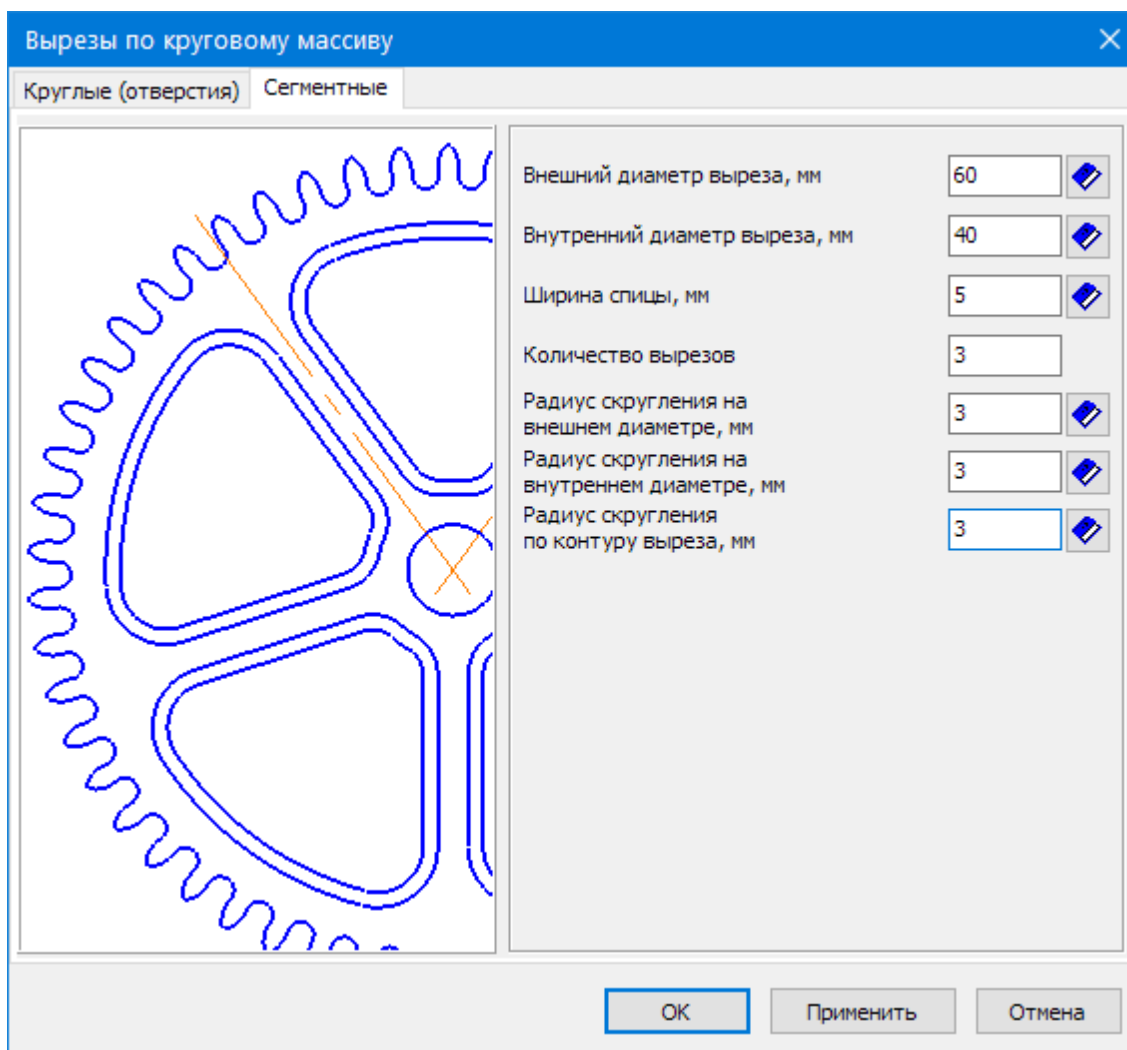 Вырезы по круговому массиву
Круглые (отверстия) Сегментные
Внешний диаметр выреза, мм 60
Внутренний диаметр выреза, мм 40
Ширина спицы, мм 5
Количество вырезов 3
Радиус скругления на
внешнем диаметре, мм 3
Радиус скругления на
внутреннем диаметре, мм 3
Радиус скругления
по контуру выреза, мм 3
ОК Применить Отмена